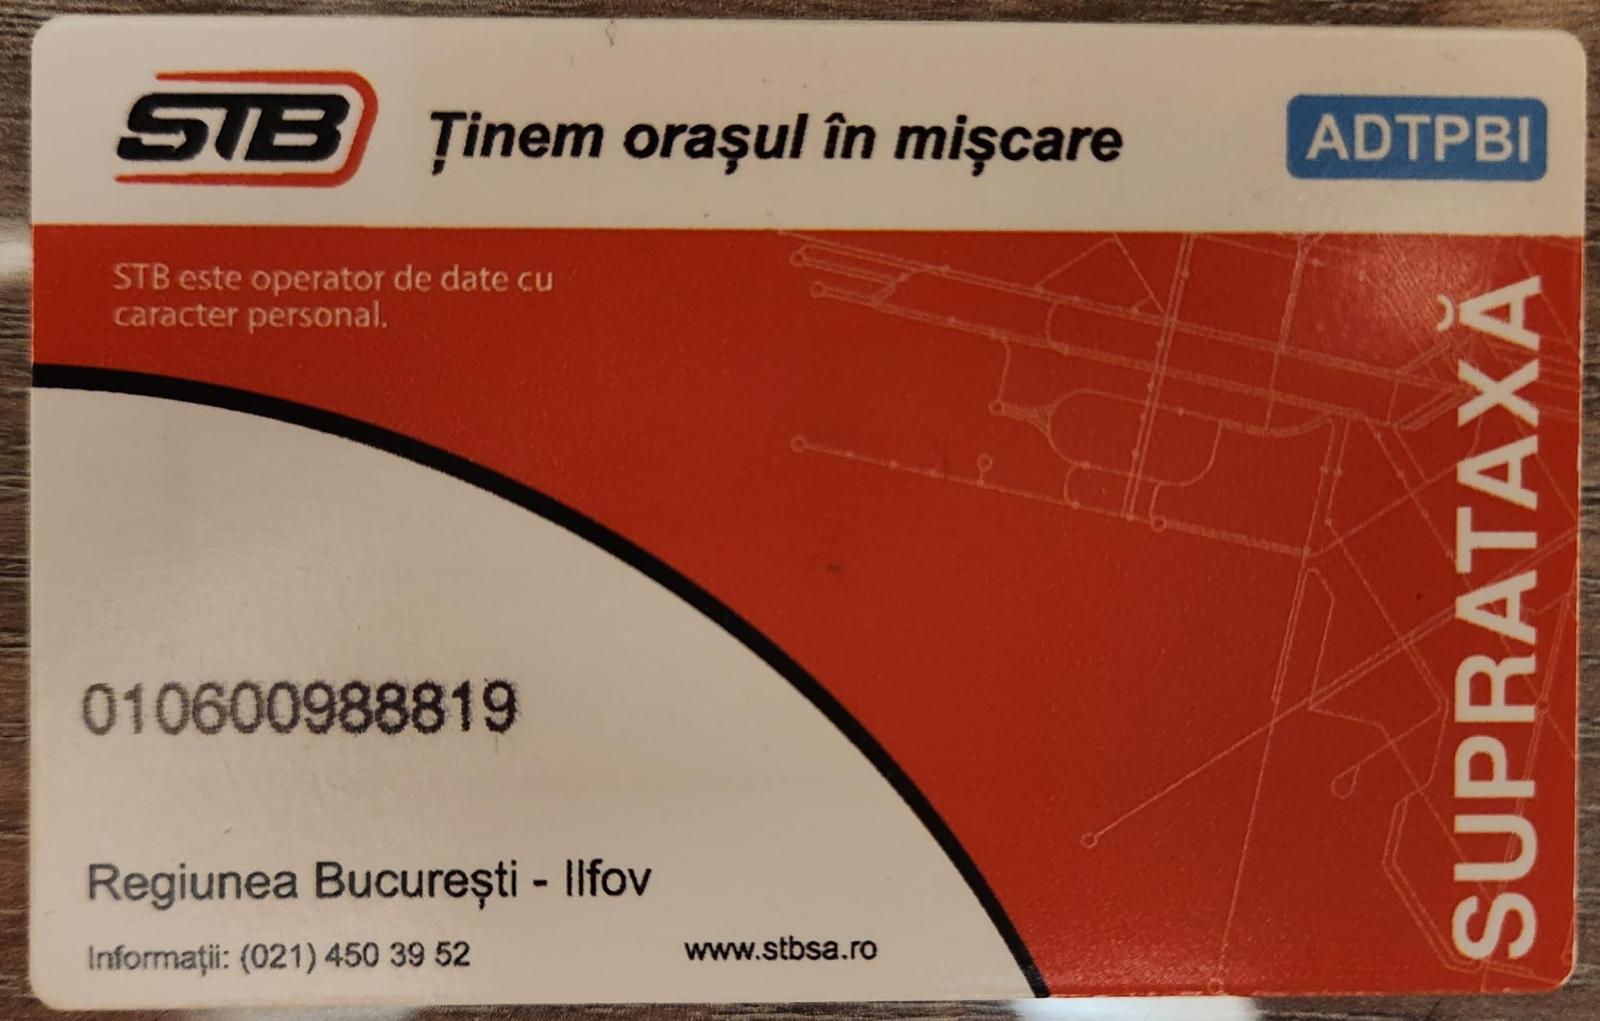 STB
Ținem orașul în mișcare
ADTPBI
STB este operator de date cu
caracter personal.
SUPRATAXĂ
010600988819
Regiunea București - Ilfov
Informații: (021) 450 39 52
www.stbsa.ro